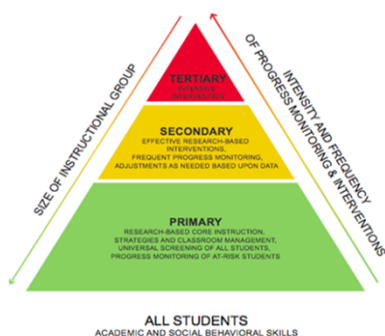 TERTIARY
INTENSIVE
INTERVENTION
SECONDARY
EFFECTIVE RESEARCH-BASED
INTERVENTIONS,
FREQUENT PROGRESS MONITORING,
ADJUSTMENTS AS NEEDED BASED UPON DATA
PRIMARY
RESEARCH-BASED CORE INSTRUCTION,
STRATEGIES AND CLASSROOM MANAGEMENT,
UNIVERSAL SCREENING OF ALL STUDENTS,
PROGRESS MONITORING OF AT-RISK STUDENTS
SIZE OF INSTRUCTIONAL GROUP
INTENSITY AND FREQUENCY
OF PROGRESS MONITORING & INTERVENTIONS
ALL STUDENTS
ACADEMIC AND SOCIAL BEHAVIORAL SKILLS